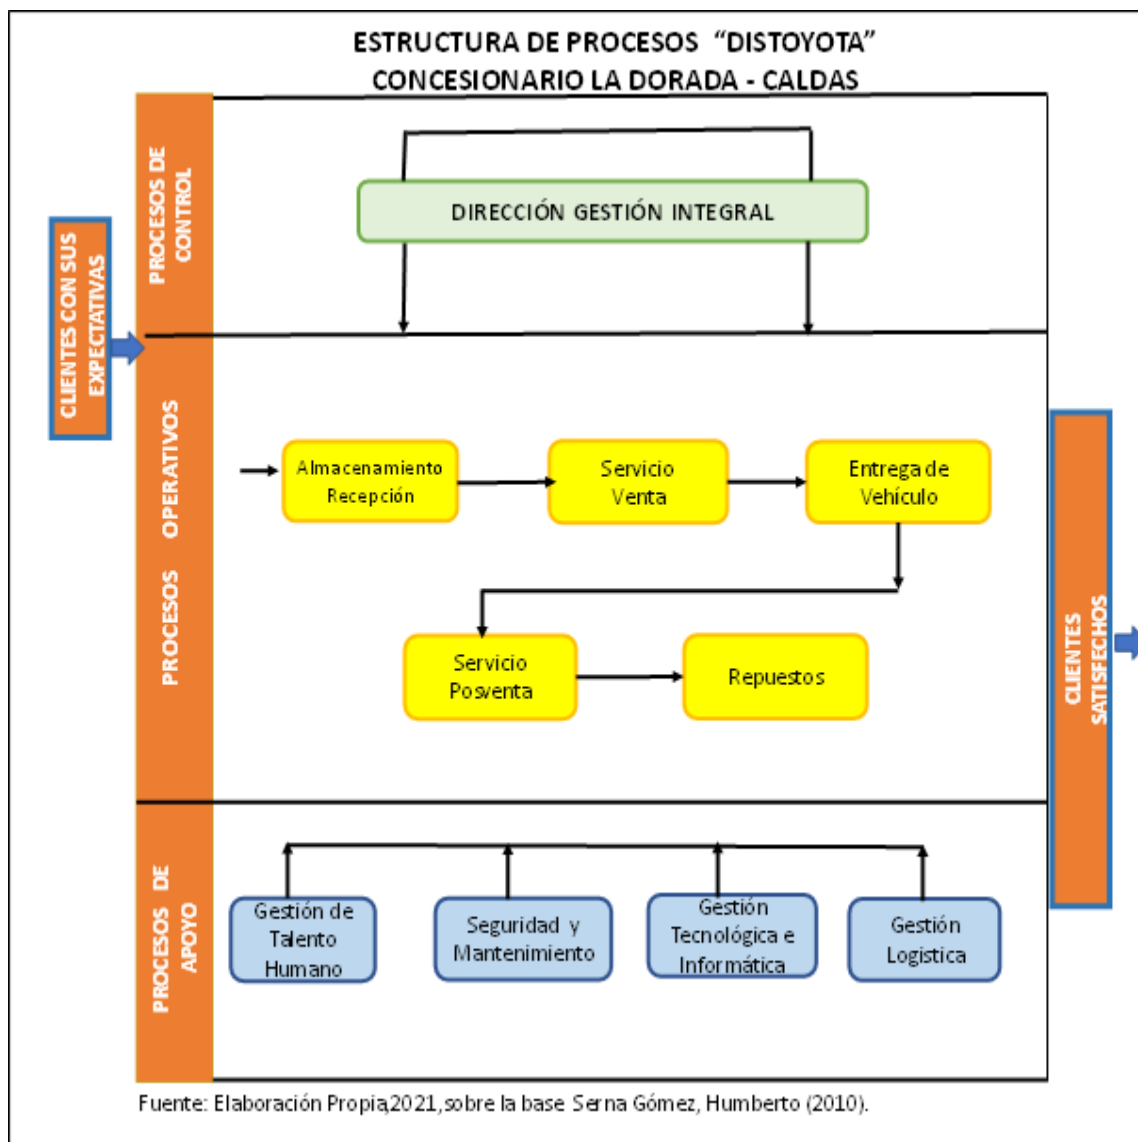 ESTRUCTURA DE PROCESOS “DISTOYOTA”
CONCESIONARIO LA DORADA - CALDAS
CLIENTES CON SUS
EXPECTATIVAS
PROCESOS DE
CONTROL
DIRECCIÓN GESTIÓN INTEGRAL
PROCESOS OPERATIVOS
Almacenamiento
Recepción
Servicio
Venta
Entrega de
Vehículo
Servicio
Posventa
Repuestos
PROCESOS DE
APOYO
Gestión de
Talento
Humano
Seguridad y
Mantenimiento
Gestión
Tecnológica e
Informática
Gestión
Logistica
CLIENTES
SATISFECHOS
Fuente: Elaboración Propia,2021,sobre la base Serna Gómez, Humberto (2010).